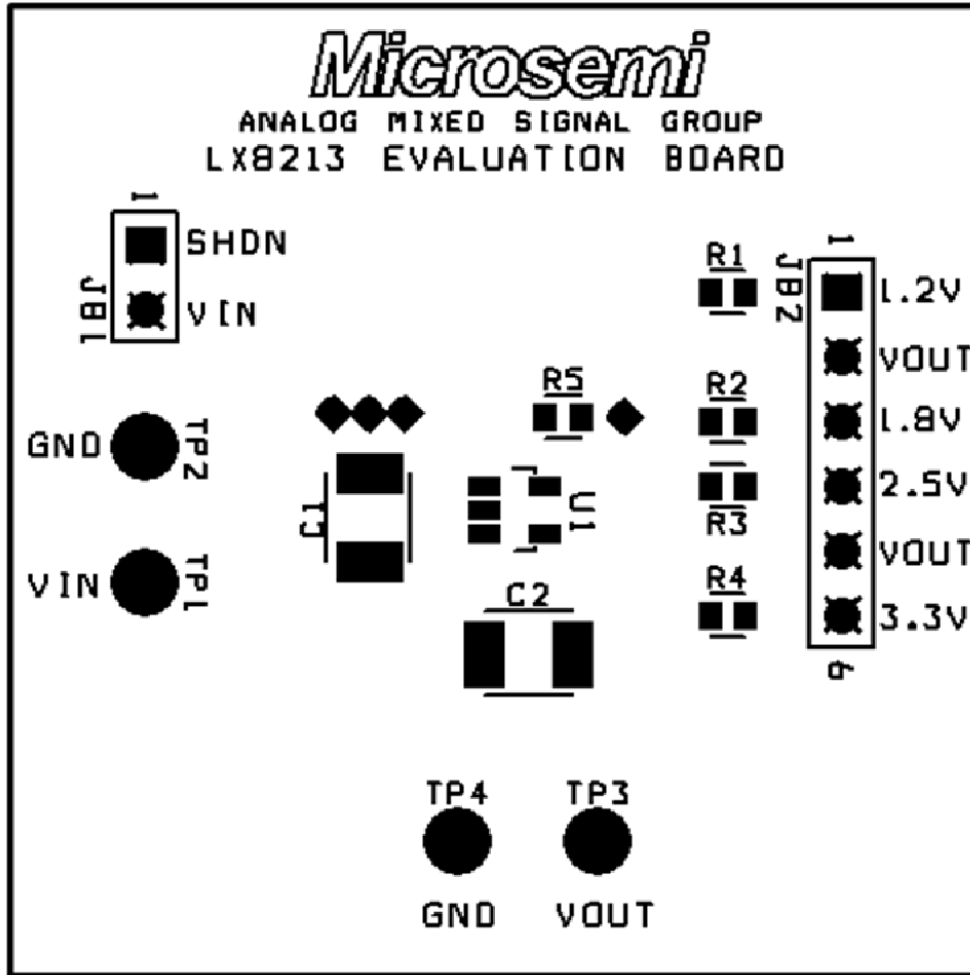 Microsemi
ANALOG MIXED SIGNAL GROUP
LX8213 EVALUATION BOARD
1
SHDN
JB1
VIN
1
JB2
1.2V
VOUT
1.8V
2.5V
VOUT
3.3V
6
R1
R2
R3
R4
R5
GND
TP2
VIN
TP1
C1
U1
C2
TP4
TP3
GND
VOUT